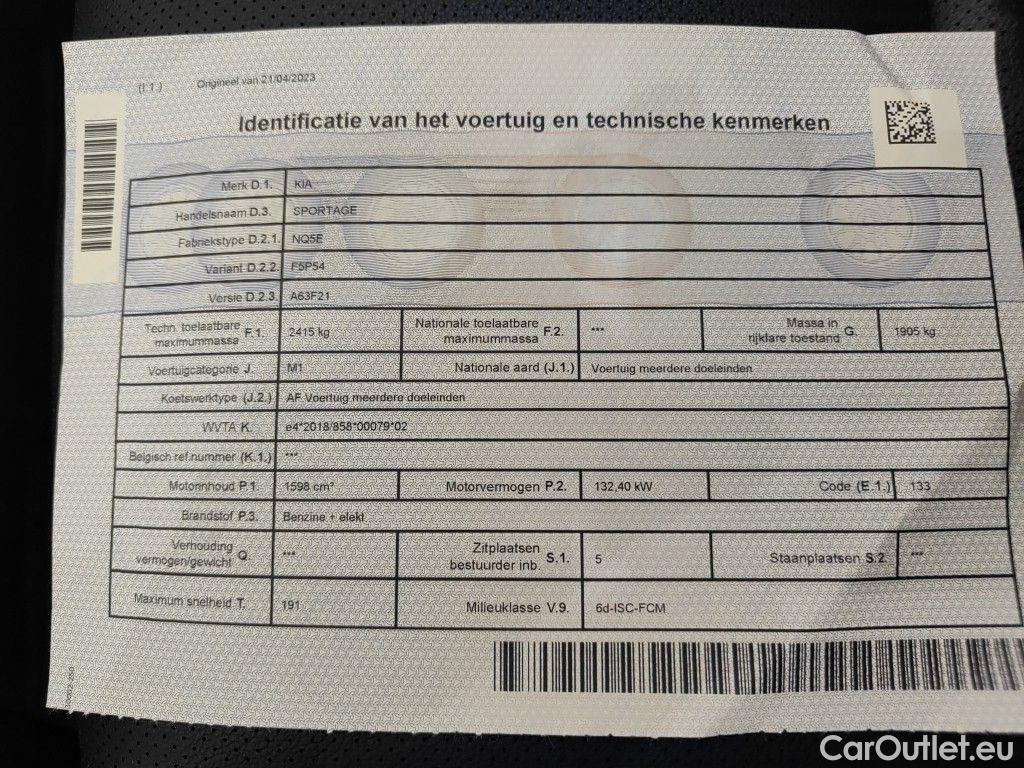 (I.1.) Origineel van 21/04/2023
Identificatie van het voertuig en technische kenmerken
Merk D.1. KIA
Handelsnaam D.3. SPORTAGE
Fabriekstype D.2.1. NQ5E
Variant D.2.2. F5P54
Versie D.2.3. A63F21
Techn. toelaatbare maximummassa F.1. 2415 kg Nationale toelaatbare maximummassa F.2. *** Massa in rijklare toestand G. 1905 kg
Voertuigcategorie J. M1 Nationale aard (J.1.) Voertuig meerdere doeleinden
Koetswerktype (J.2.) AF Voertuig meerdere doeleinden
WVTA K. e4*2018/858*00079*02
Belgisch ref.nummer (K.1.) ***
Motorinhoud P.1. 1598 cm³ Motorvermogen P.2. 132,40 kW Code (E.1.) 133
Brandstof P.3. Benzine + elekt
Verhouding vermogen/gewicht Q. *** Zitplaatsen bestuurder inb. S.1. 5 Staanplaatsen S.2. ***
Maximum snelheid T. 191 Milieuklasse V.9. 6d-ISC-FCM
CarOutlet.eu